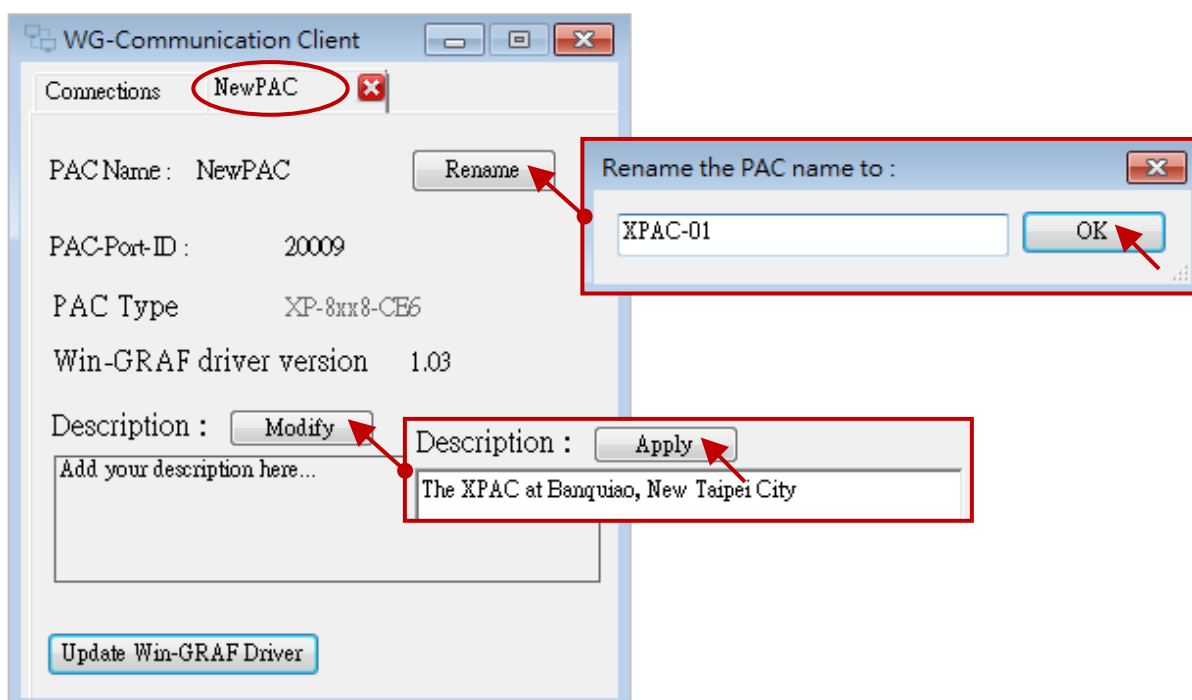 WG-Communication Client
Connections NewPAC
PAC Name : NewPAC Rename
Rename the PAC name to :
XPAC-01 OK
PAC-Port-ID : 20009
PAC Type XP-8xx8-CE6
Win-GRAF driver version 1.03
Description : Modify
Add your description here...
Description : Apply
The XPAC at Banquiao, New Taipei City
Update Win-GRAF Driver